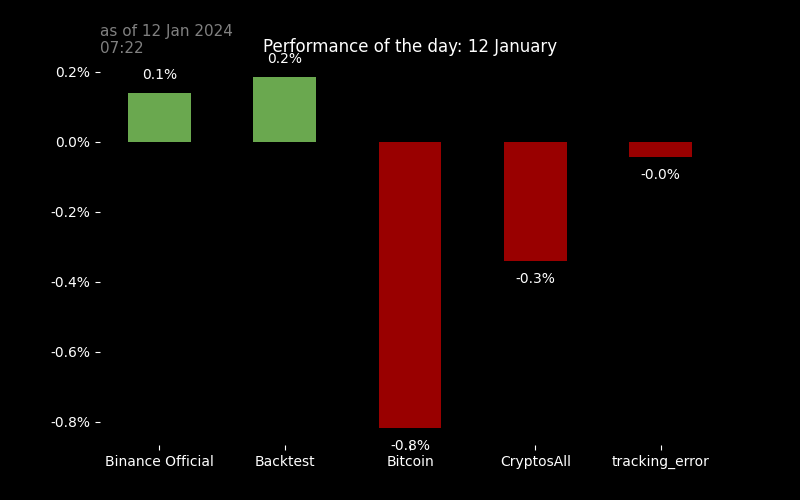 as of 12 Jan 2024
07:22
Performance of the day: 12 January
0.2%
0.1%
0.2%
0.0%
-0.0%
-0.2%
-0.3%
-0.4%
-0.6%
-0.8%
-0.8%
Binance Official
Backtest
Bitcoin
CryptosAll
tracking_error